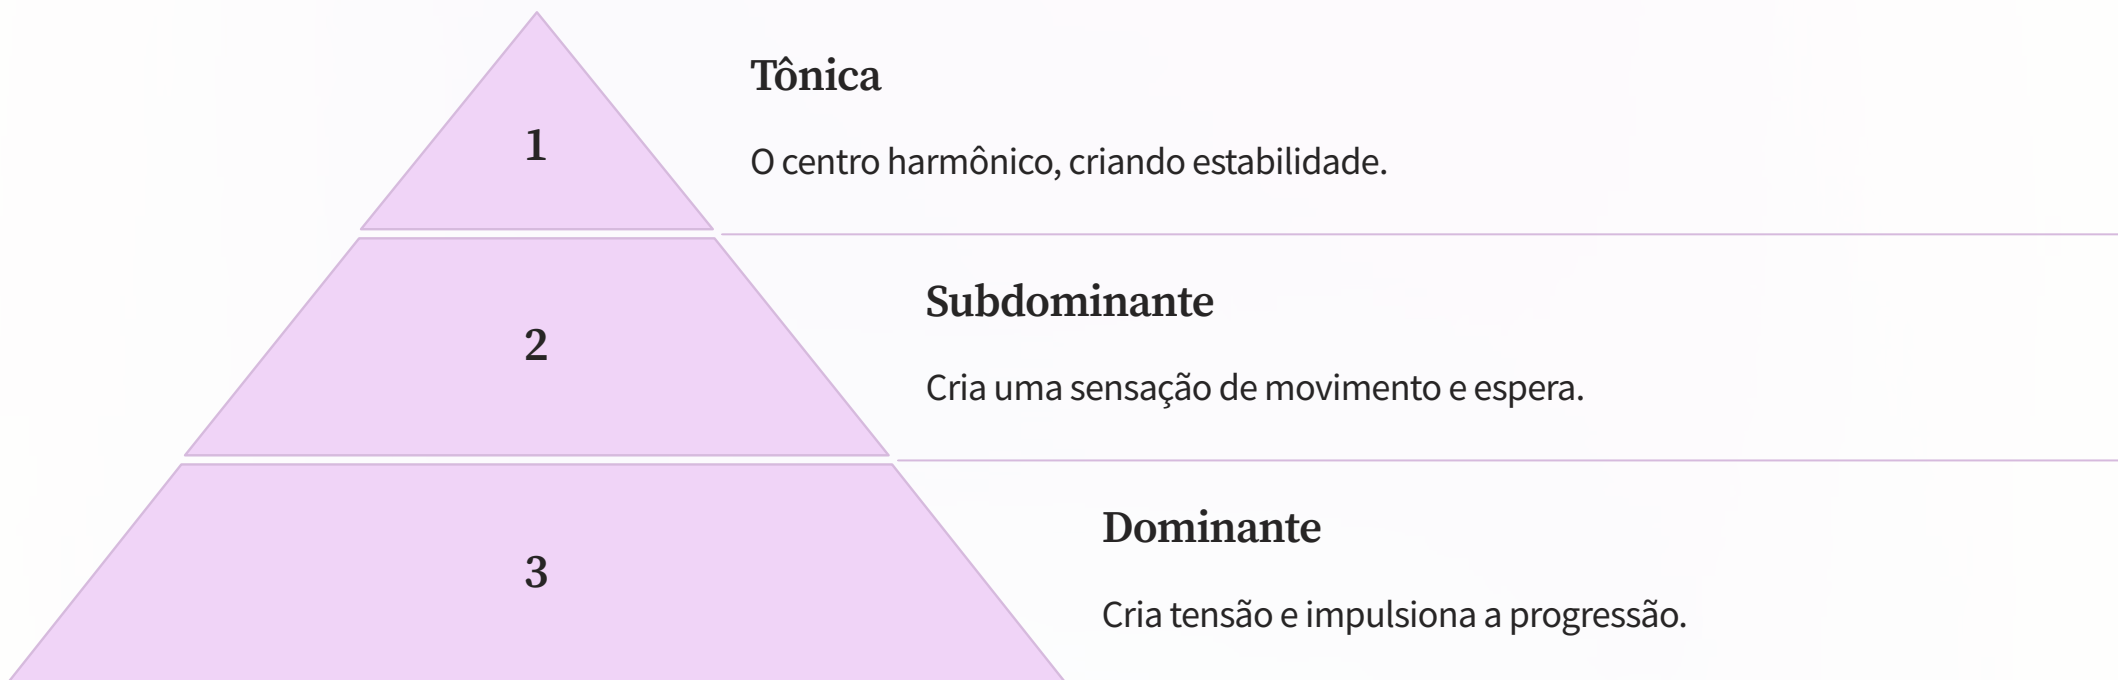 1
Tônica
O centro harmônico, criando estabilidade.
2
Subdominante
Cria uma sensação de movimento e espera.
3
Dominante
Cria tensão e impulsiona a progressão.